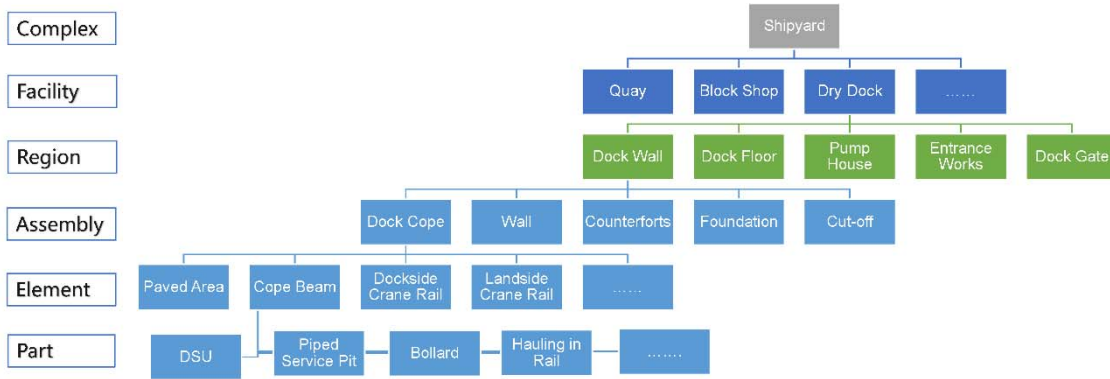 Complex
Shipyard
Facility
Quay
Block Shop
Dry Dock
……
Region
Dock Wall
Dock Floor
Pump
House
Entrance
Works
Dock Gate
Assembly
Dock Cope
Wall
Counterforts
Foundation
Cut-off
Element
Paved Area
Cope Beam
Dockside
Crane Rail
Landside
Crane Rail
……
Part
DSU
Piped
Service Pit
Bollard
Hauling in
Rail
…….